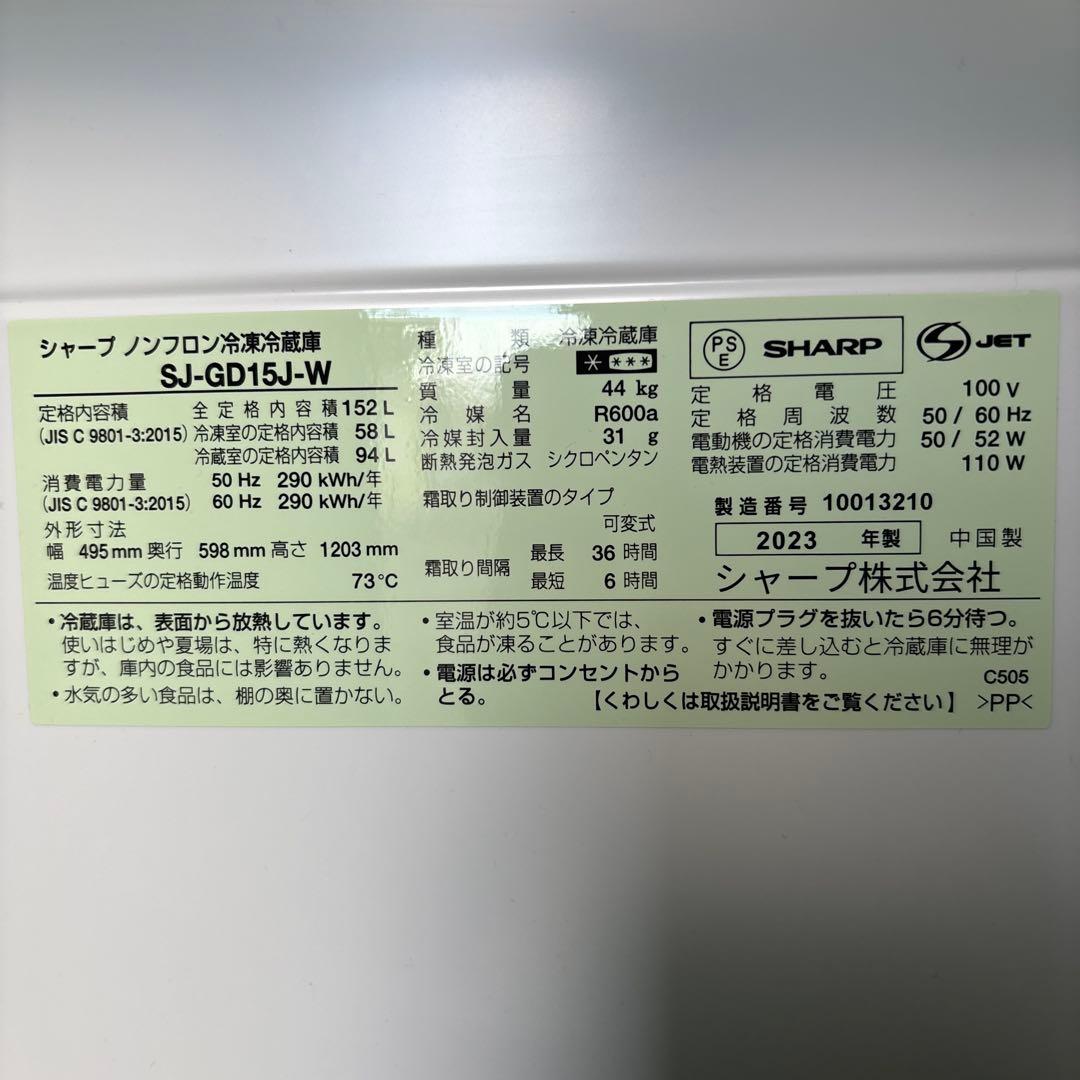 シャープ ノンフロン冷凍冷蔵庫
SJ-GD15J-W
定格内容積 全定格内容積 152 L
(JIS C 9801-3:2015) 冷凍室の定格内容積 58 L
冷蔵室の定格内容積 94 L
消費電力量 50 Hz 290 kWh/年
(JIS C 9801-3:2015) 60 Hz 290 kWh/年
外形寸法
幅 495 mm 奥行 598 mm 高さ 1203 mm
温度ヒューズの定格動作温度 73℃
種類 冷凍冷蔵庫
冷凍室の記号 * ***
質量 44 kg
冷媒名 R600a
冷媒封入量 31 g
断熱発泡ガス シクロペンタン
霜取り制御装置のタイプ
可変式
霜取り間隔 最長 36 時間
最短 6 時間
PS E SHARP JET
定格電圧 100 V
定格周波数 50 / 60 Hz
電動機の定格消費電力 50 / 52 W
電熱装置の定格消費電力 110 W
製造番号 10013210
2023 年製 中国製
シャープ株式会社
・冷蔵庫は、表面から放熱しています。
使いはじめや夏場は、特に熱くなりま
すが、庫内の食品には影響ありません。
・水気の多い食品は、棚の奥に置かない。
・室温が約5℃以下では、
食品が凍ることがあります。
・電源は必ずコンセントから
とる。
・電源プラグを抜いたら6分待つ。
すぐに差し込むと冷蔵庫に無理が
かかります。
C505
【くわしくは取扱説明書をご覧ください】 >PP<